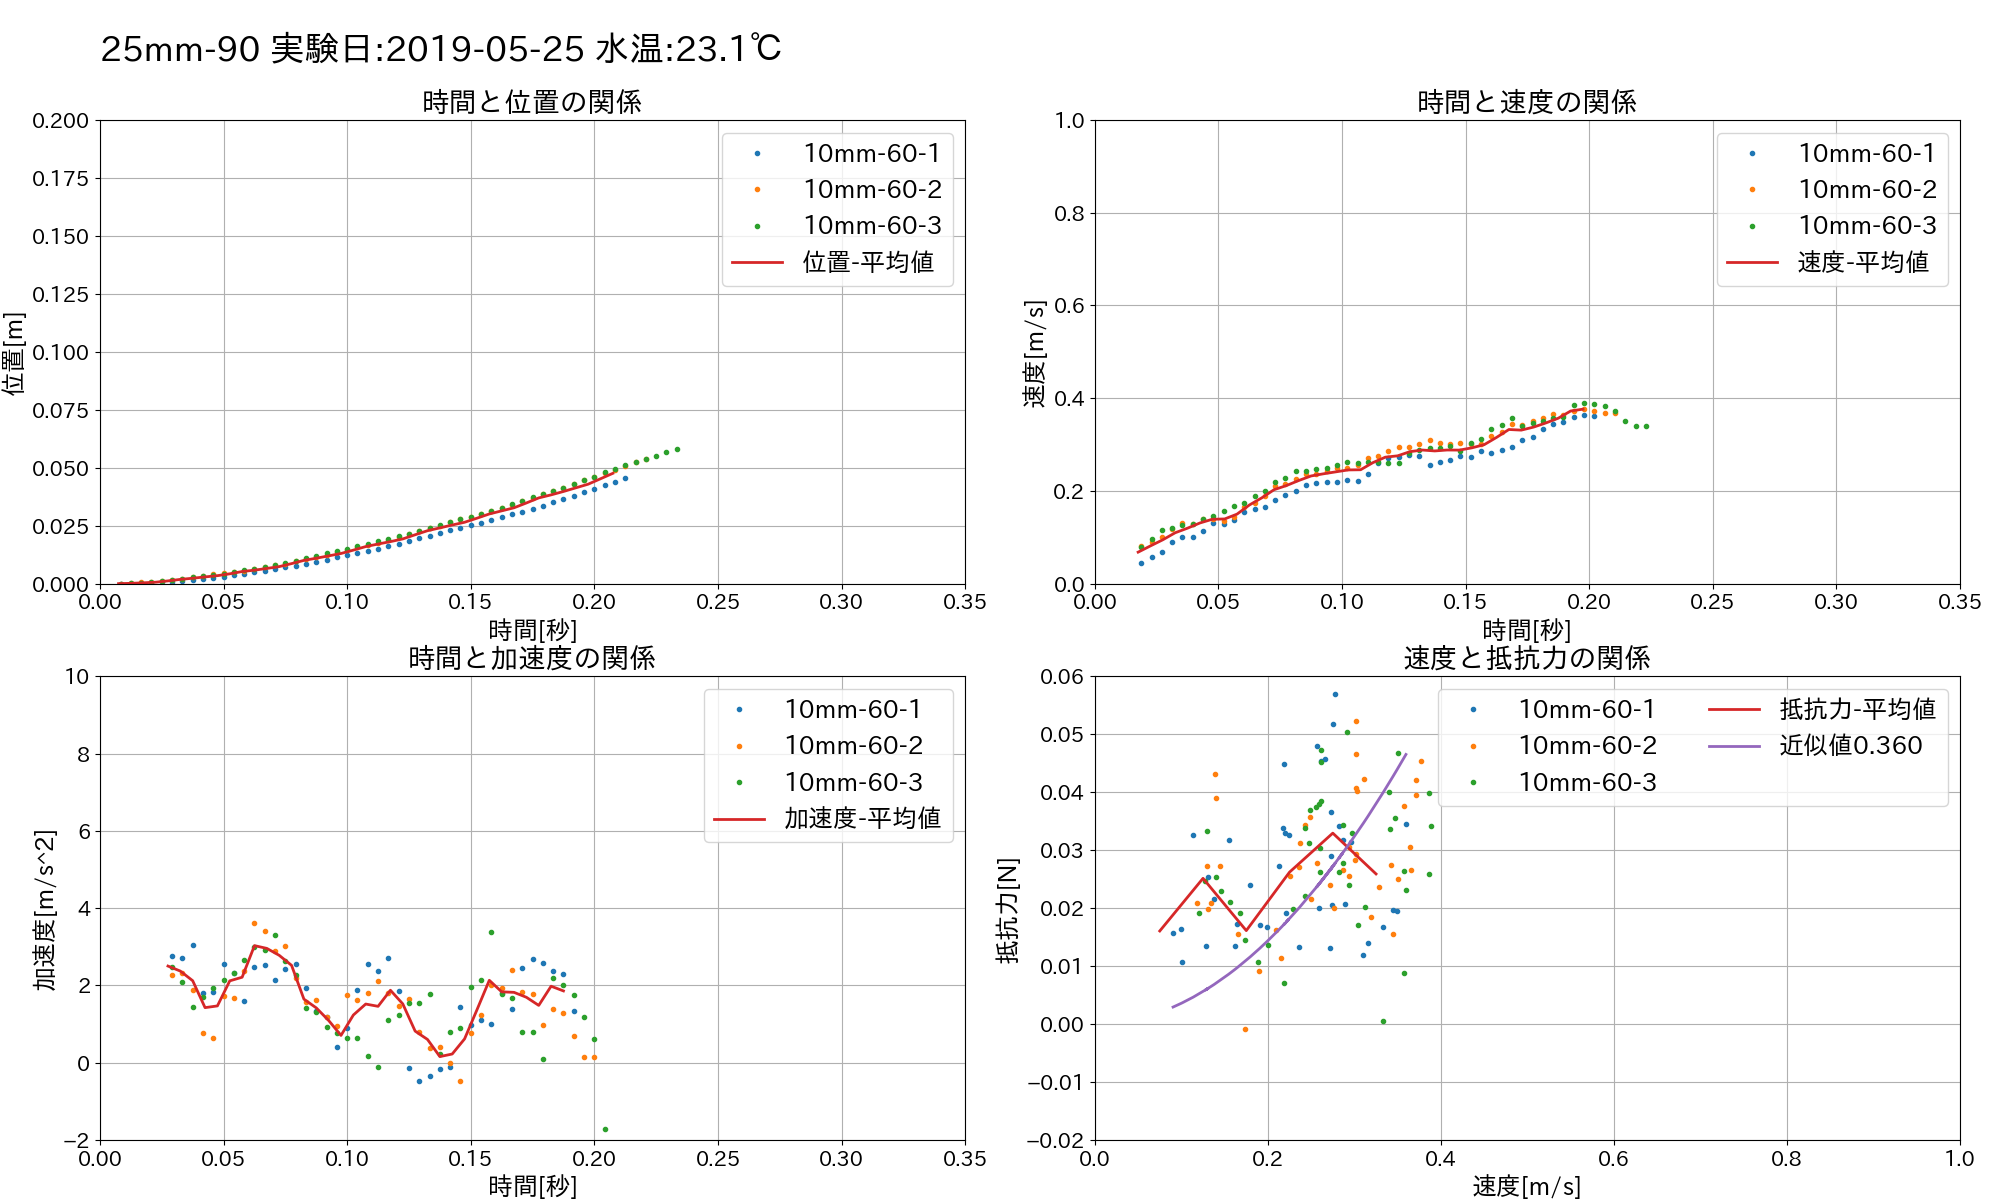 25mm-90 実験日:2019-05-25 水温:23.1℃
時間と位置の関係
0.200
0.175
0.150
0.125
0.100
0.075
0.050
0.025
0.000
位置[m]
10mm-60-1
10mm-60-2
10mm-60-3
位置-平均値
0.00 0.05 0.10 0.15 0.20 0.25 0.30 0.35
時間[秒]
時間と速度の関係
1.0
0.8
0.6
0.4
0.2
0.0
速度[m/s]
10mm-60-1
10mm-60-2
10mm-60-3
速度-平均値
0.00 0.05 0.10 0.15 0.20 0.25 0.30 0.35
時間[秒]
時間と加速度の関係
10
8
6
4
2
0
−2
加速度[m/s^2]
10mm-60-1
10mm-60-2
10mm-60-3
加速度-平均値
0.00 0.05 0.10 0.15 0.20 0.25 0.30 0.35
時間[秒]
速度と抵抗力の関係
0.06
0.05
0.04
0.03
0.02
0.01
0.00
−0.01
−0.02
抵抗力[N]
10mm-60-1
10mm-60-2
10mm-60-3
抵抗力-平均値
近似値0.360
0.0 0.2 0.4 0.6 0.8 1.0
速度[m/s]